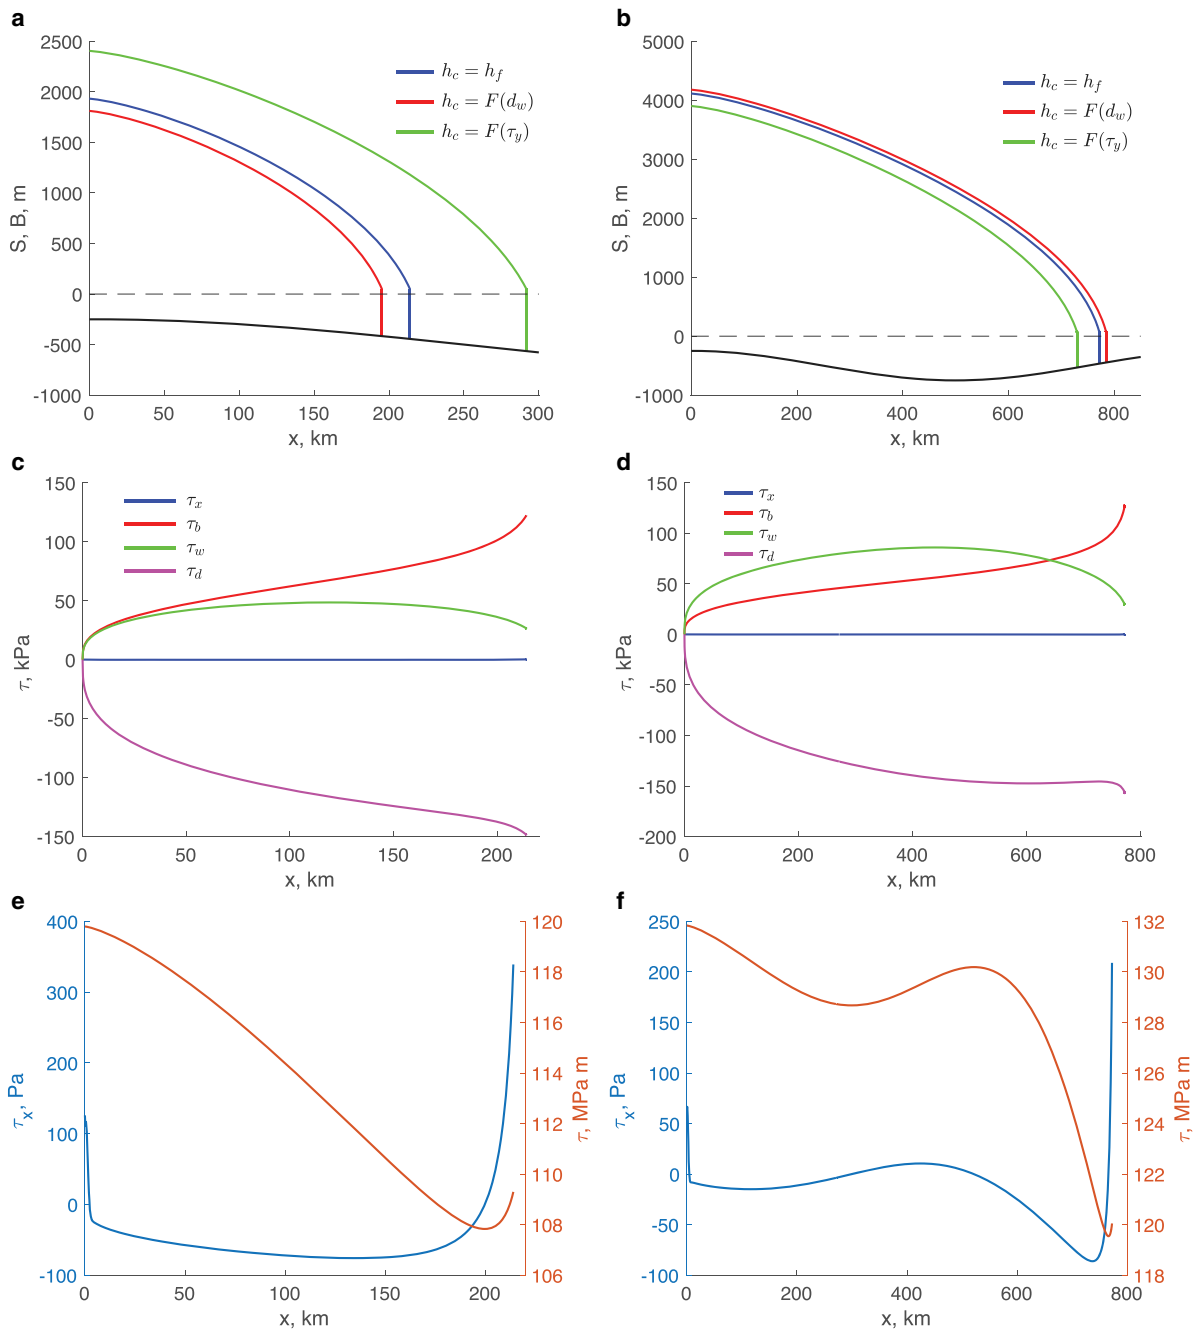 a
2500
2000
1500
1000
500
0
-500
-1000
S, B, m
0
50
100
150
200
250
300
x, km
h_c = h_f
h_c = F(d_w)
h_c = F(τ_y)
b
5000
4000
3000
2000
1000
0
-1000
S, B, m
0
200
400
600
800
x, km
h_c = h_f
h_c = F(d_w)
h_c = F(τ_y)
c
150
100
50
0
-50
-100
-150
τ, kPa
0
50
100
150
200
x, km
τ_x
τ_b
τ_w
τ_d
d
150
100
50
0
-50
-100
-150
-200
τ, kPa
0
200
400
600
800
x, km
τ_x
τ_b
τ_w
τ_d
e
400
300
200
100
0
-100
τ_x, Pa
0
50
100
150
200
x, km
120
118
116
114
112
110
108
106
τ, MPa m
f
250
200
150
100
50
0
-50
-100
τ_x, Pa
0
200
400
600
800
x, km
132
130
128
126
124
122
120
118
τ, MPa m